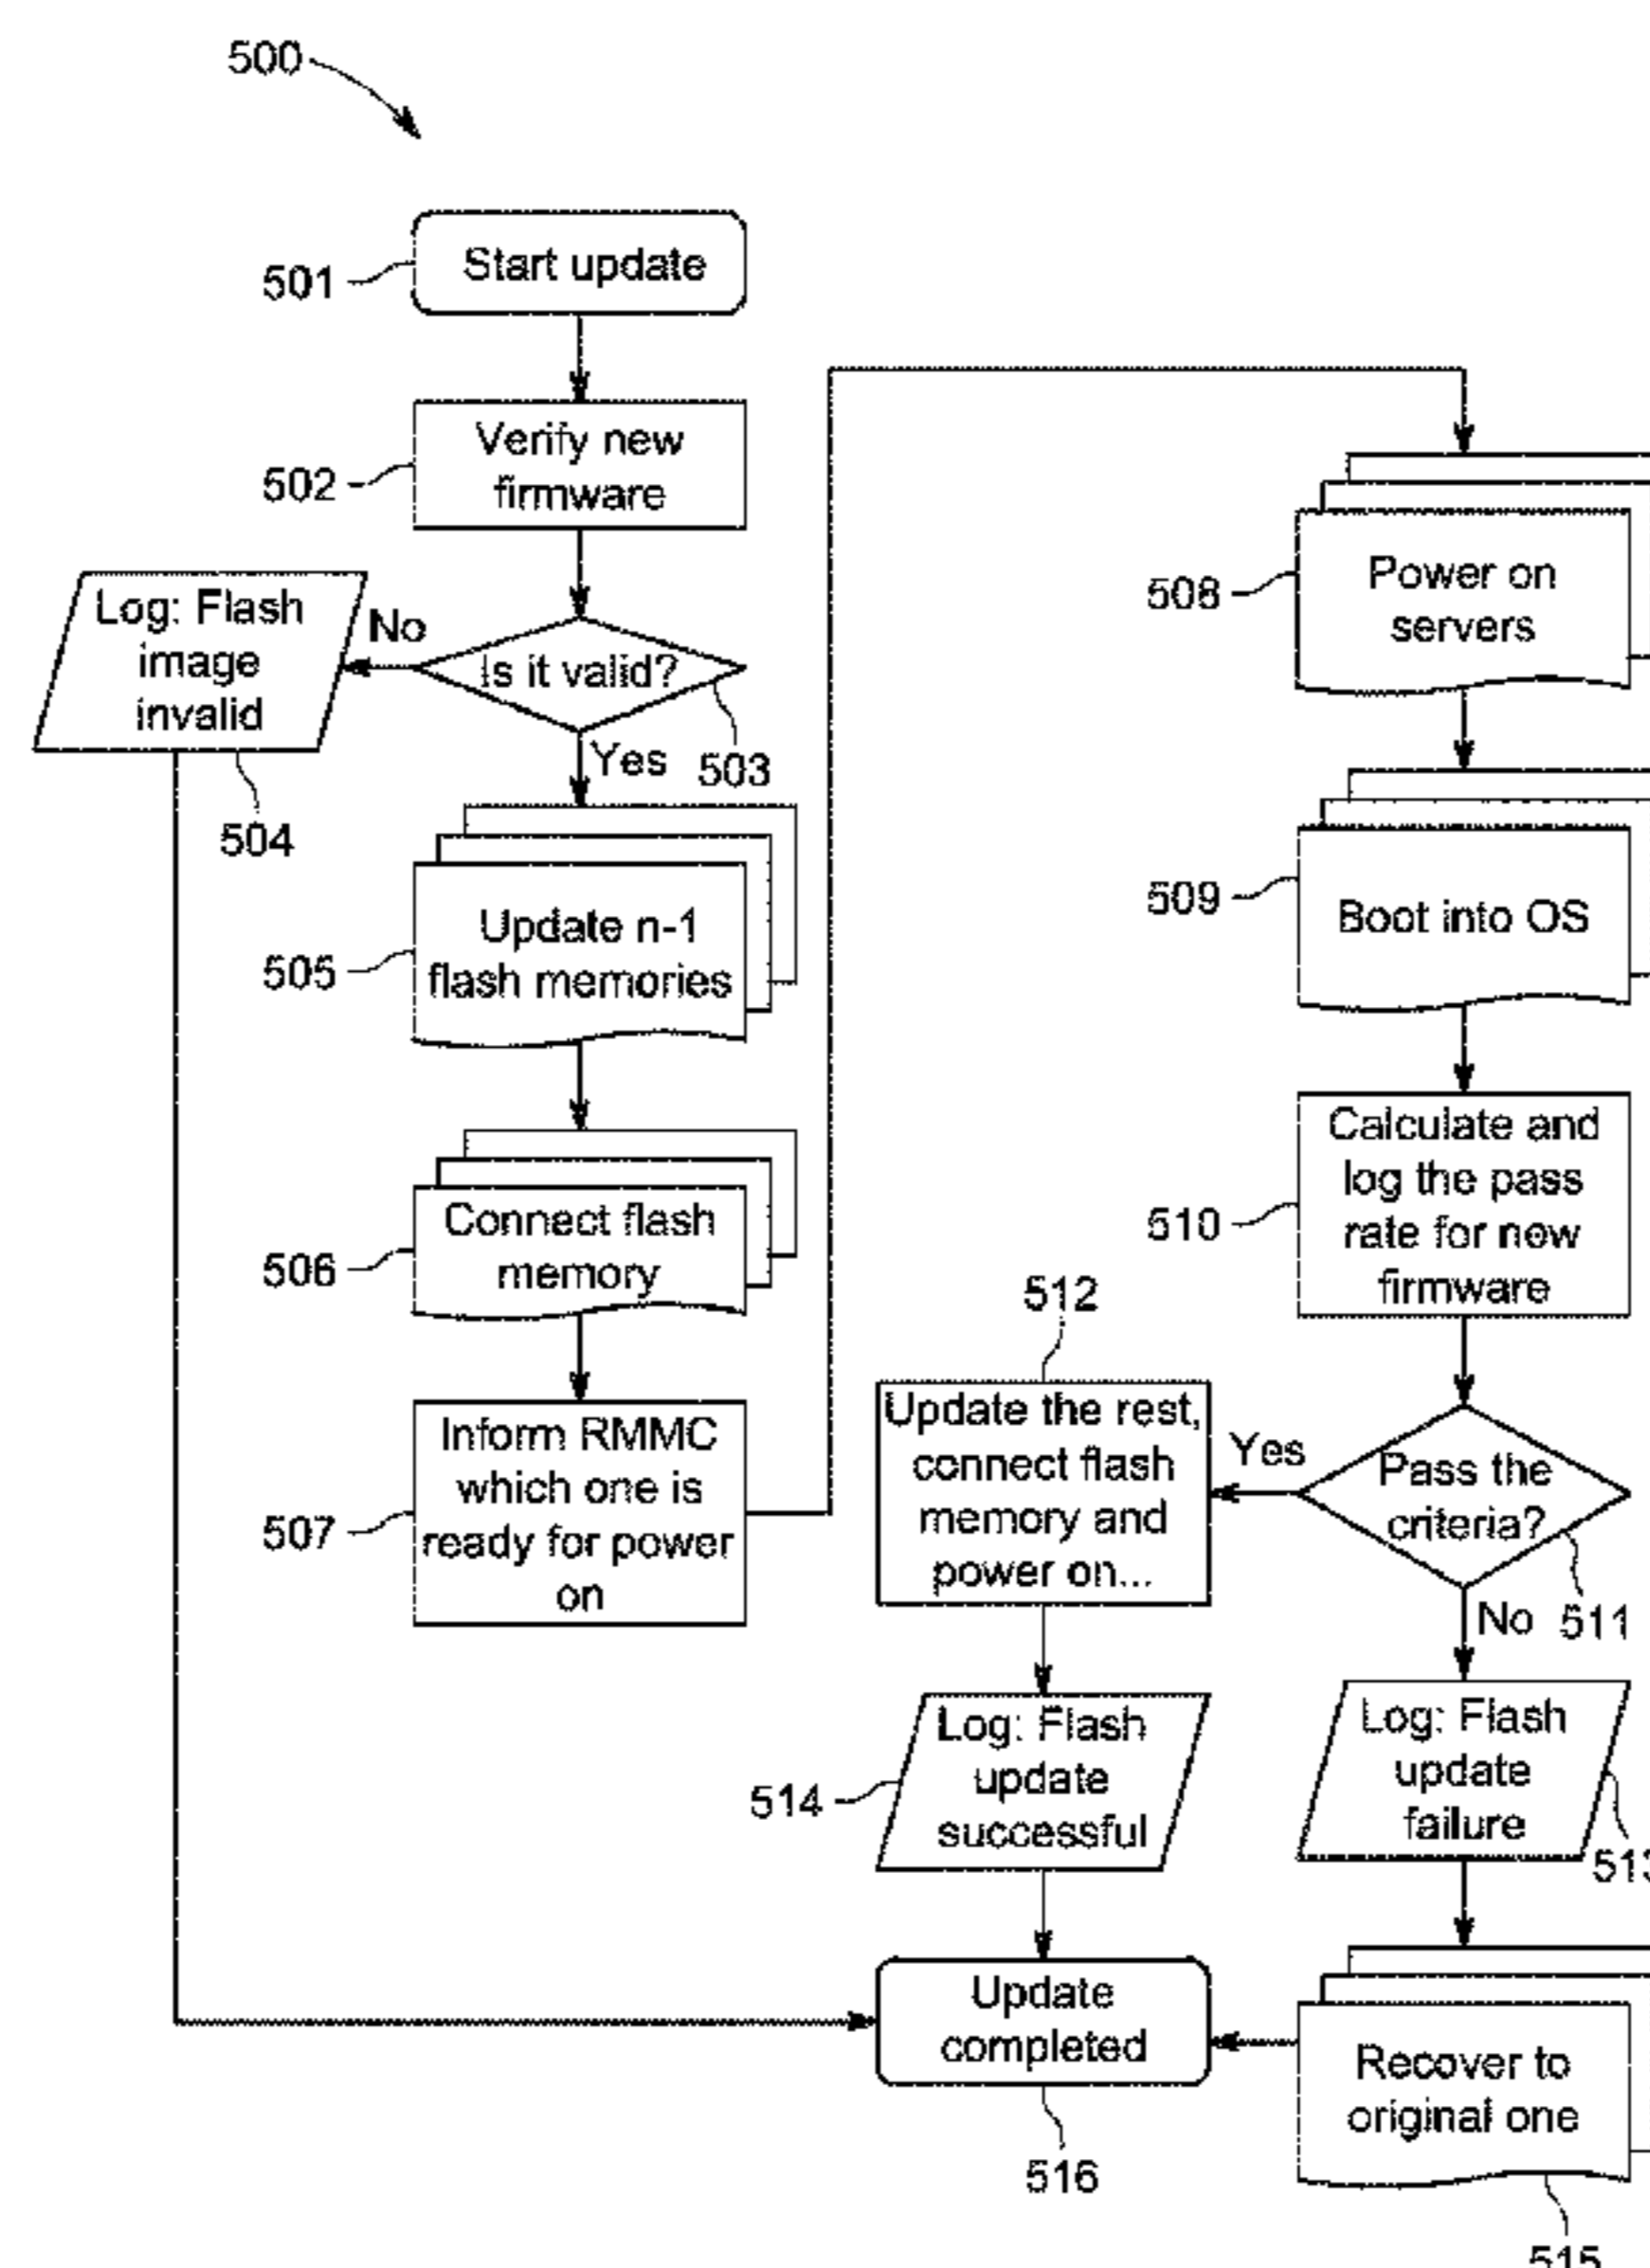 500
501
Start update
502
Verify new
firmware
Log: Flash
image
invalid
No
Is it valid?
Yes
503
504
505
Update n-1
flash memories
506
Connect flash
memory
507
Inform RMMC
which one is
ready for power
on
508
Power on
servers
509
Boot into OS
510
Calculate and
log the pass
rate for new
firmware
512
Update the rest,
connect flash
memory and
power on...
Yes
Pass the
criteria?
No
511
514
Log: Flash
update
successful
Log: Flash
update
failure
513
Update
completed
516
Recover to
original one
515